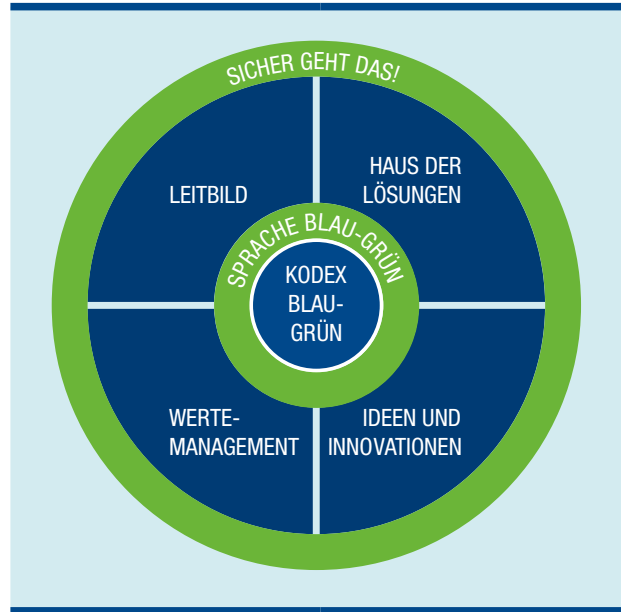 SICHER GEHT DAS!
LEITBILD
HAUS DER
LÖSUNGEN
SPRACHE BLAU-GRÜN
KODEX
BLAU-
GRÜN
WERTE-
MANAGEMENT
IDEEN UND
INNOVATIONEN